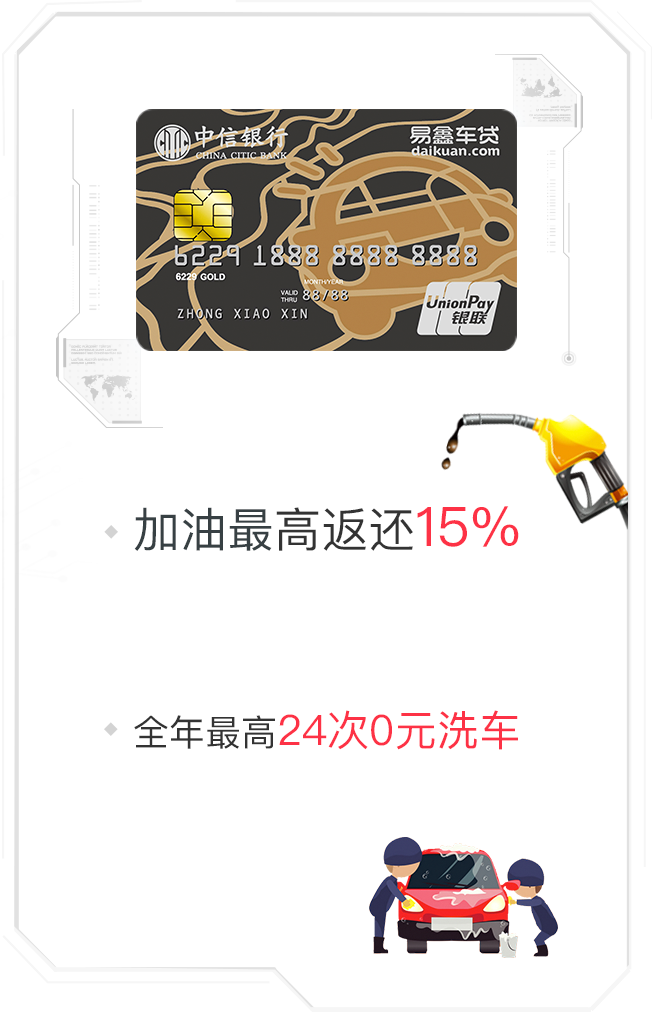 中信银行
CHINA CITIC BANK
易鑫车贷
daikuan.com
6229 1888 8888 8888
6229 GOLD
MONTH/YEAR
VALID THRU 88/88
ZHONG XIAO XIN
UnionPay
银联
加油最高返还15%
全年最高24次0元洗车